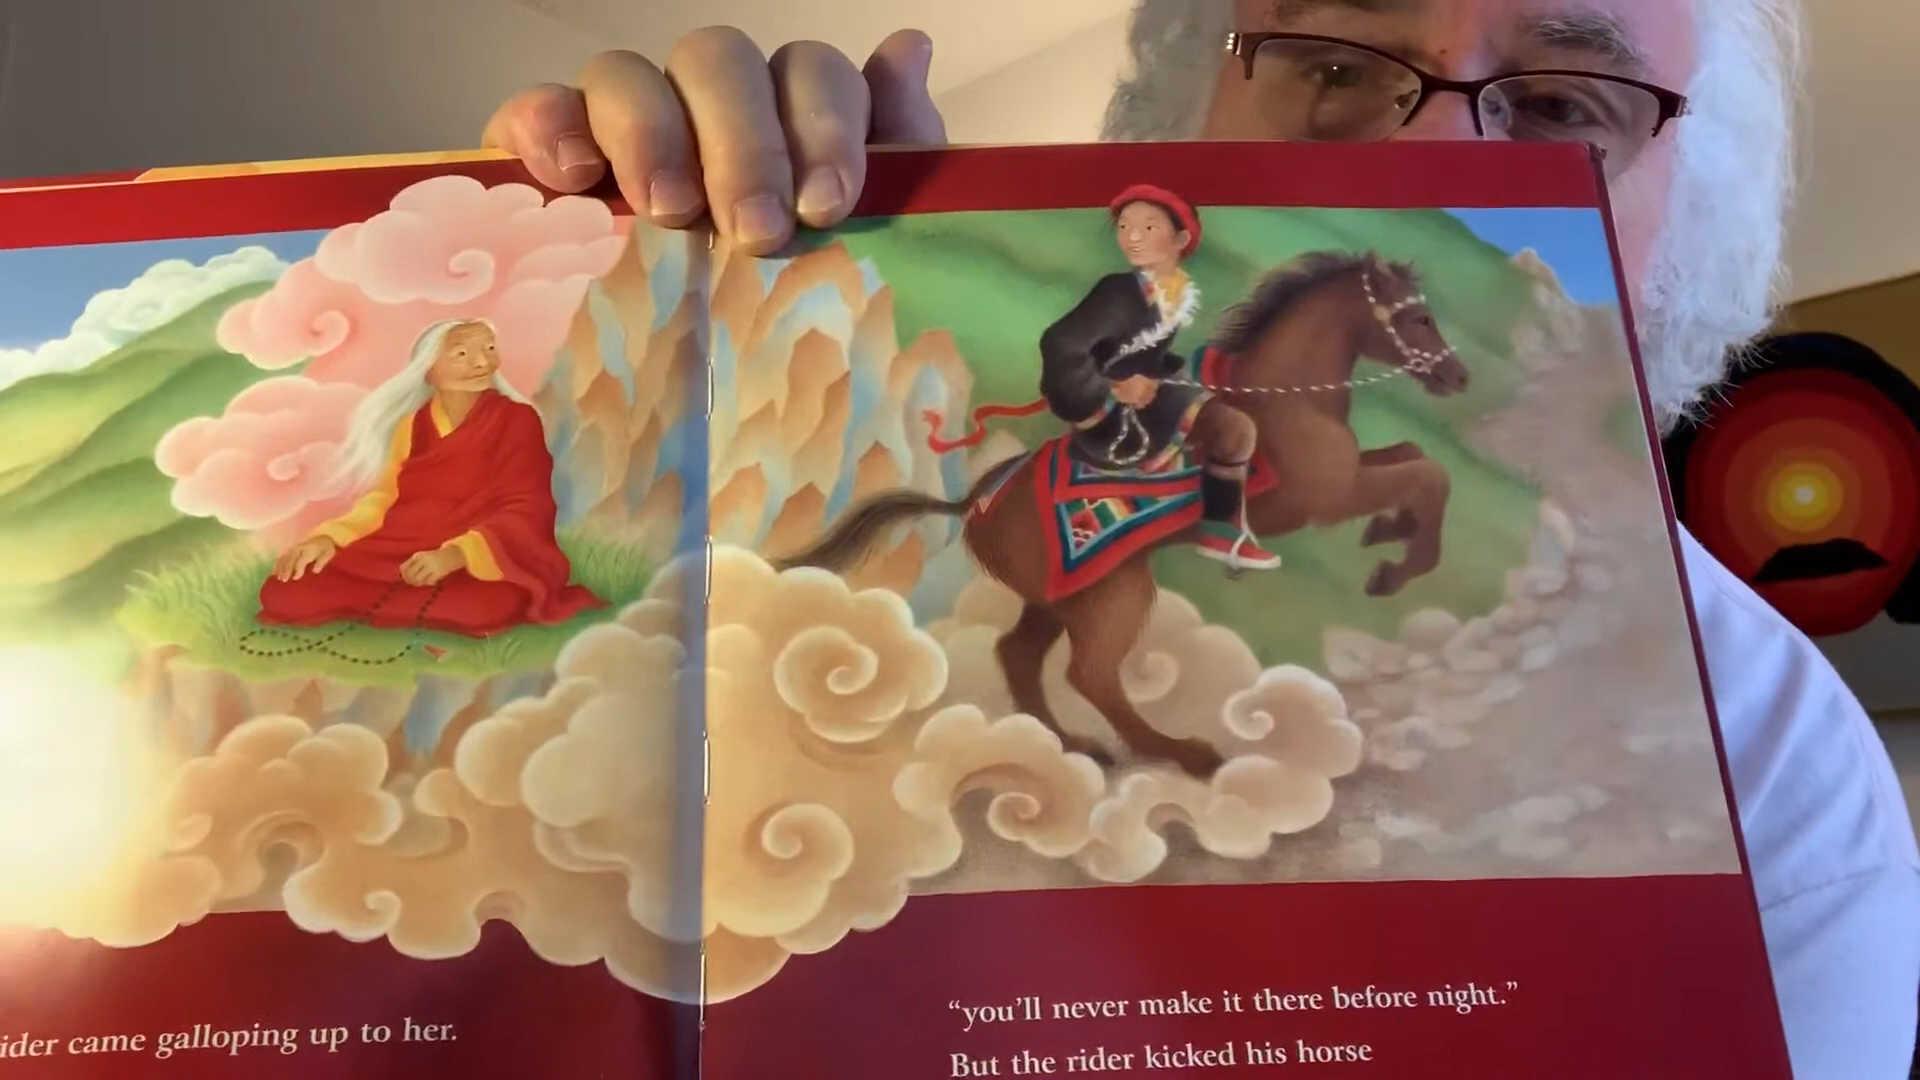 came galloping up to her.
“you’ll never make it there before night.”
But the rider kicked his horse